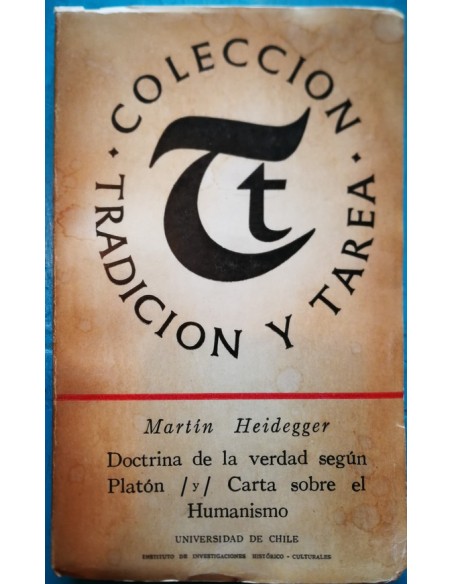 · COLECCION ·
TRADICION Y TAREA
Tt
Martín Heidegger
Doctrina de la verdad según
Platón /y/ Carta sobre el
Humanismo
UNIVERSIDAD DE CHILE
INSTITUTO DE INVESTIGACIONES HISTÓRICO - CULTURALES